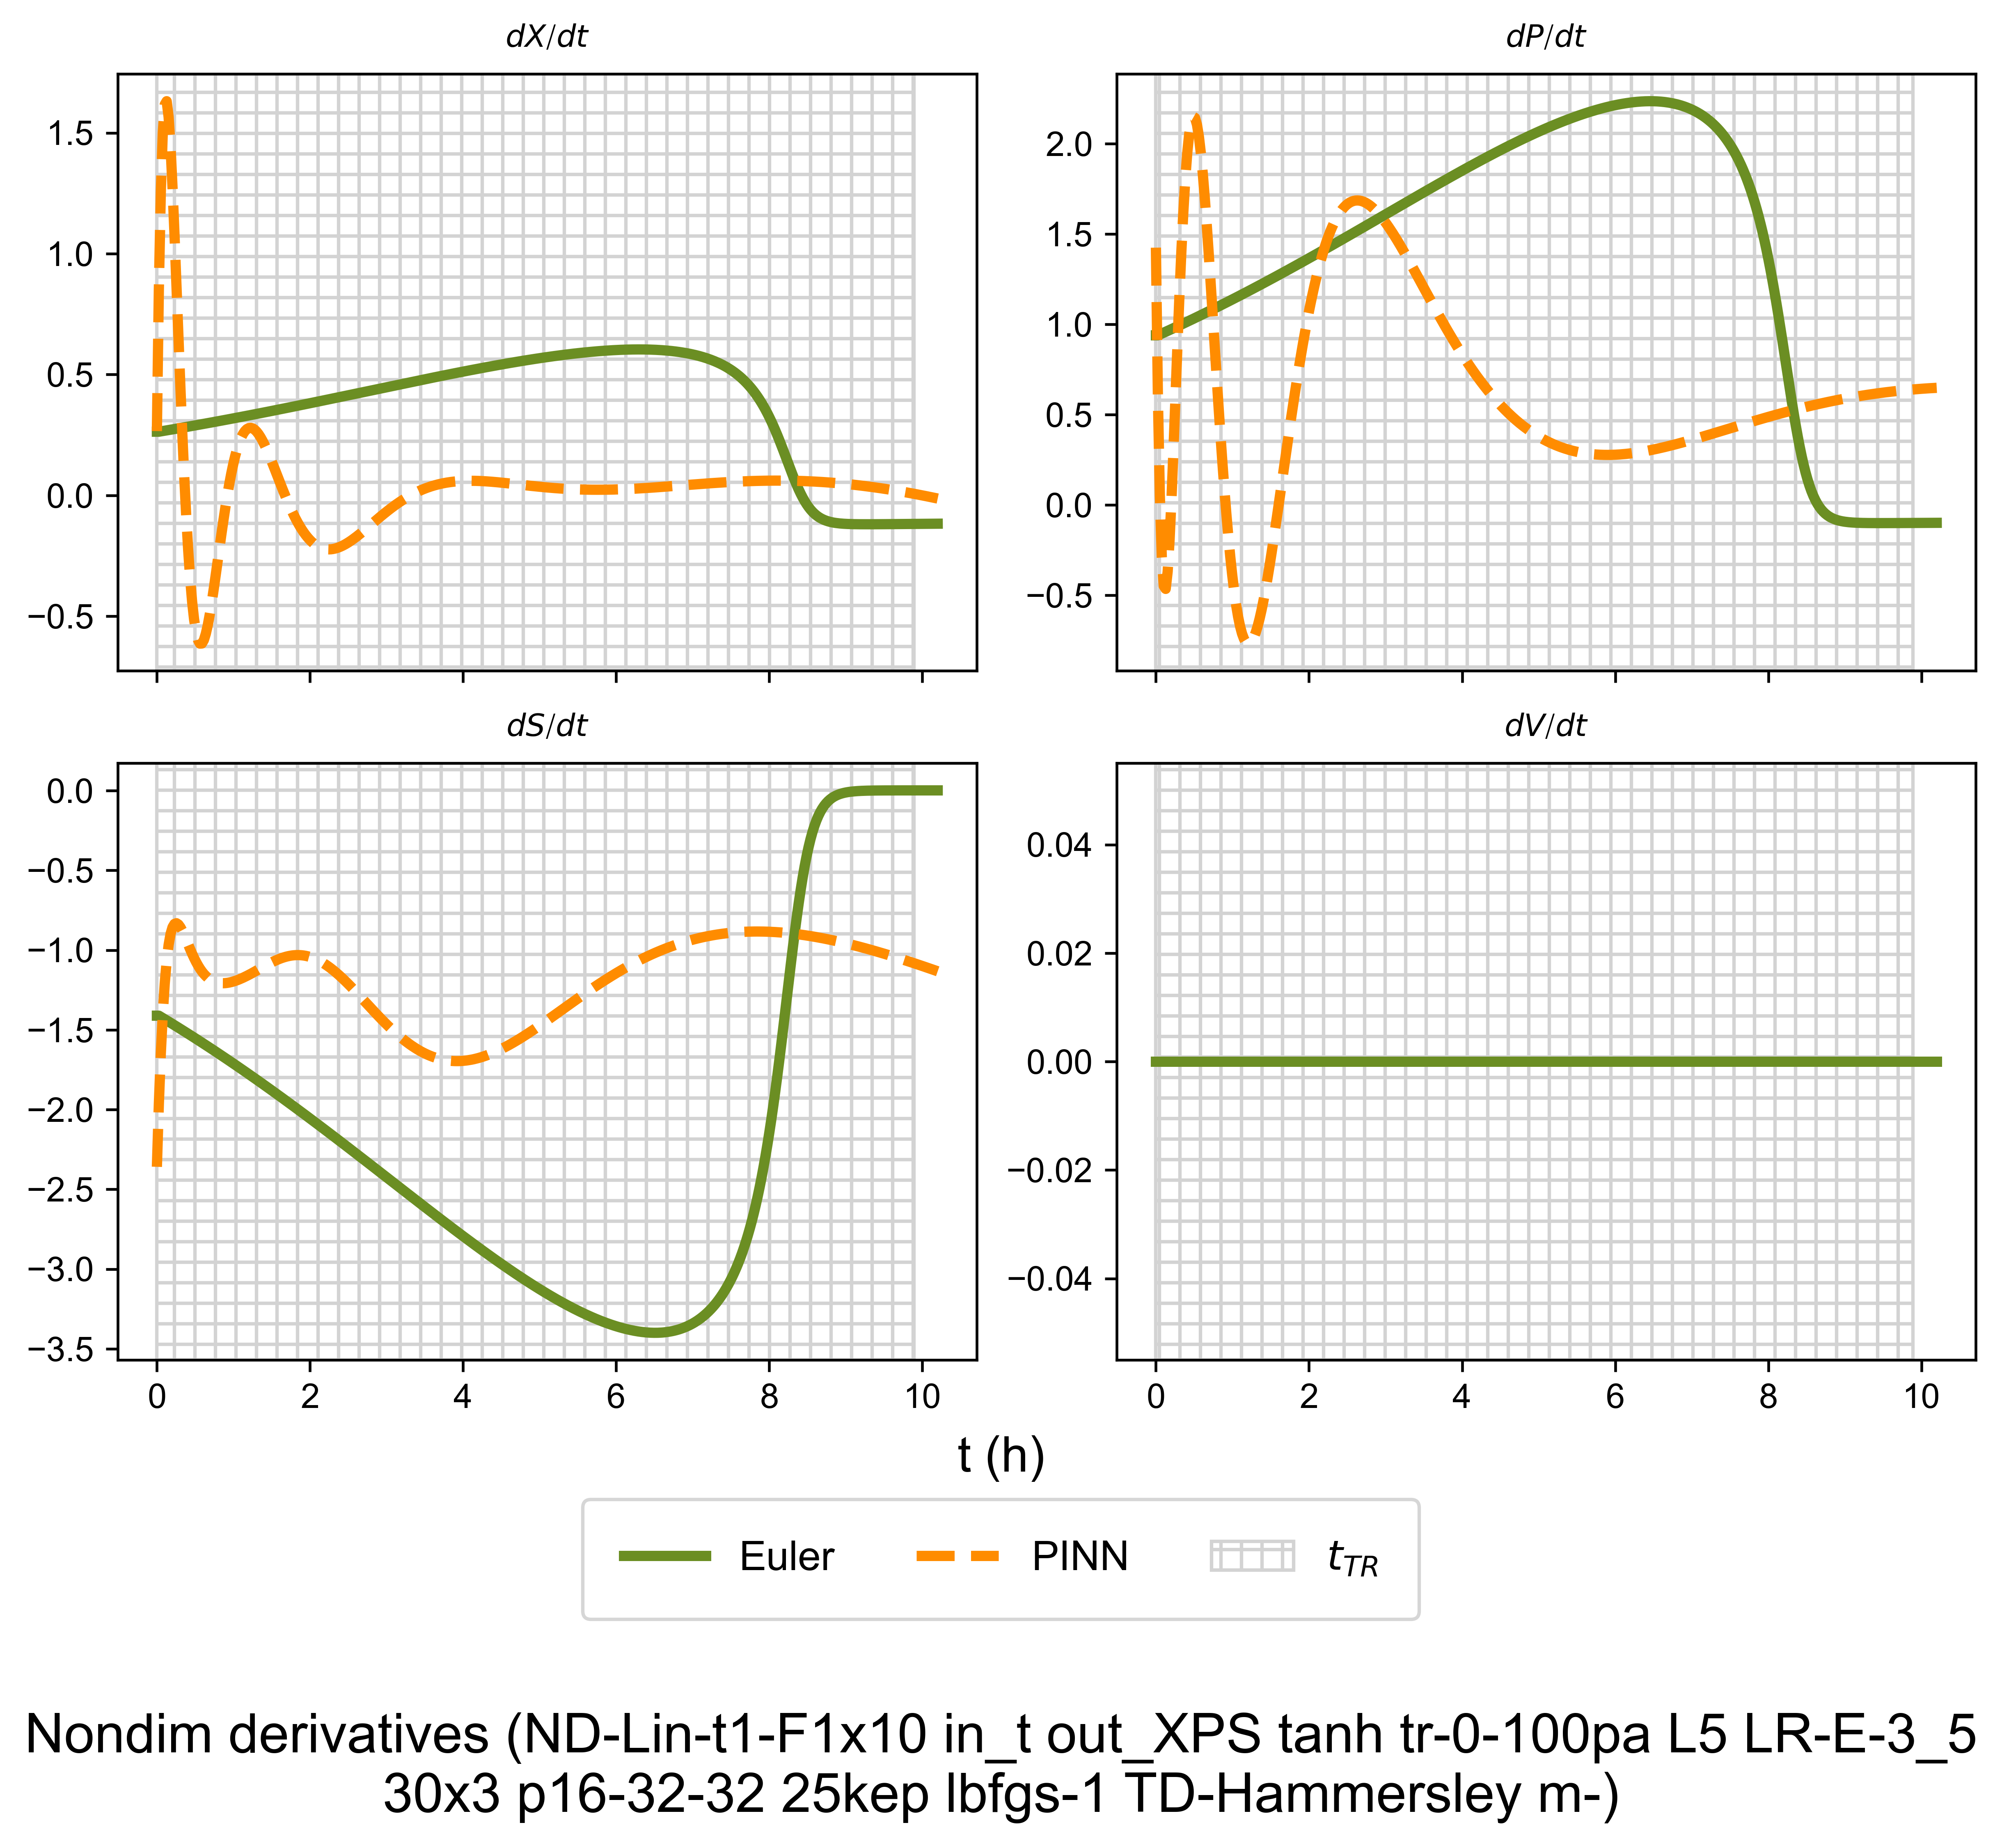 dX/dt
dP/dt
1.5
1.0
0.5
0.0
−0.5
2.0
1.5
1.0
0.5
0.0
−0.5
dS/dt
dV/dt
0.0
−0.5
−1.0
−1.5
−2.0
−2.5
−3.0
−3.5
0.04
0.02
0.00
−0.02
−0.04
0 2 4 6 8 10
0 2 4 6 8 10
t (h)
Euler PINN t_{TR}
Nondim derivatives (ND-Lin-t1-F1x10 in_t out_XPS tanh tr-0-100pa L5 LR-E-3_5
30x3 p16-32-32 25kep lbfgs-1 TD-Hammersley m-)